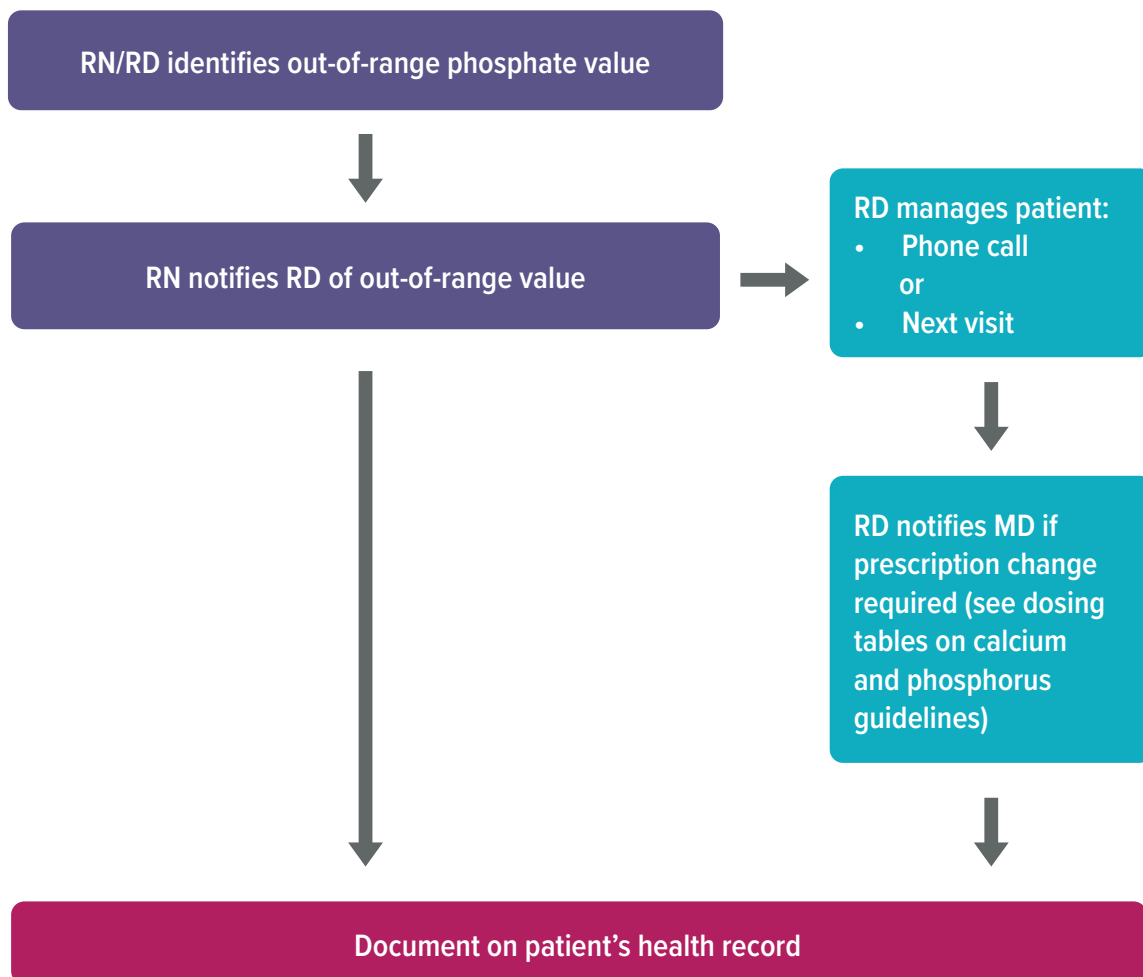 RN/RD identifies out-of-range phosphate value
RN notifies RD of out-of-range value
RD manages patient:
• Phone call
or
• Next visit
RD notifies MD if
prescription change
required (see dosing
tables on calcium
and phosphorus
guidelines)
Document on patient’s health record